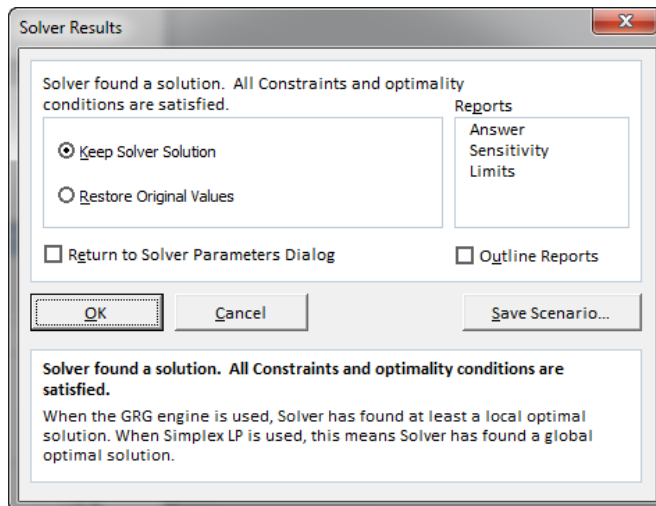 Solver Results
Solver found a solution.  All Constraints and optimality
conditions are satisfied.
Reports
Answer
Sensitivity
Limits
Keep Solver Solution
Restore Original Values
Return to Solver Parameters Dialog
Outline Reports
OK
Cancel
Save Scenario...
Solver found a solution.  All Constraints and optimality conditions are
satisfied.
When the GRG engine is used, Solver has found at least a local optimal
solution. When Simplex LP is used, this means Solver has found a global
optimal solution.